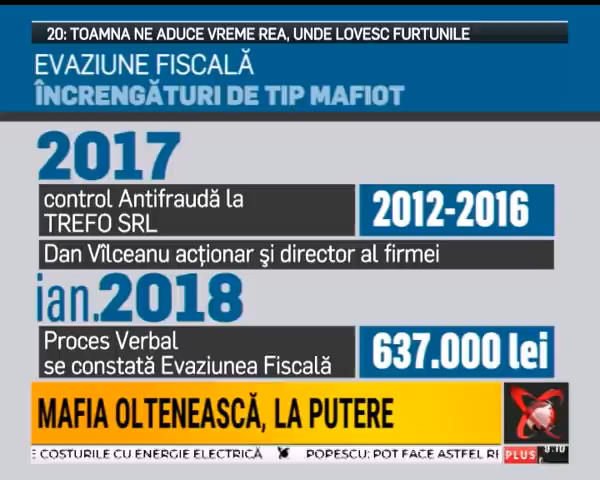 20: TOAMNA NE ADUCE VREME REA, UNDE LOVESC FURTUNILE
EVAZIUNE FISCALĂ
ÎNCRENGĂTURI DE TIP MAFIOT
2017
control Antifraudă la
TREFO SRL
2012-2016
Dan Vîlceanu acționar şi director al firmei
ian.2018
Proces Verbal
se constată Evaziunea Fiscală
637.000 lei
MAFIA OLTENEASCĂ, LA PUTERE
E COSTURILE CU ENERGIE ELECTRICĂ POPESCU: POT FACE ASTFEL
PLUS